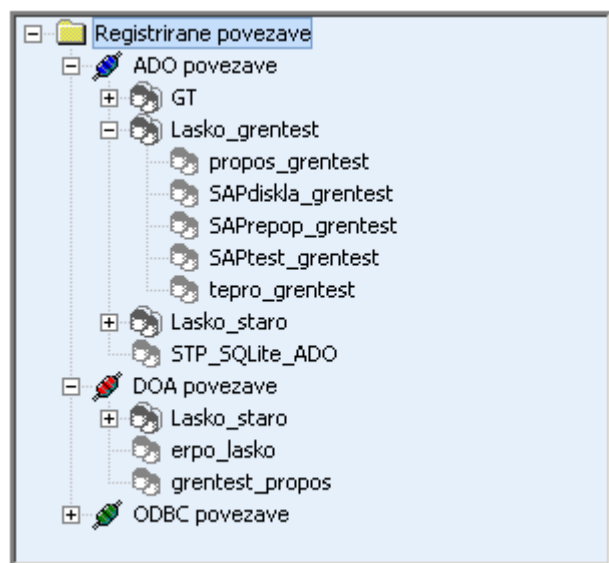 Registrirane povezave
ADO povezave
GT
Lasko_grentest
propos_grentest
SAPdiskla_grentest
SAPrepop_grentest
SAPtest_grentest
tepro_grentest
Lasko_staro
STP_SQLite_ADO
DOA povezave
Lasko_staro
erpo_lasko
grentest_propos
ODBC povezave